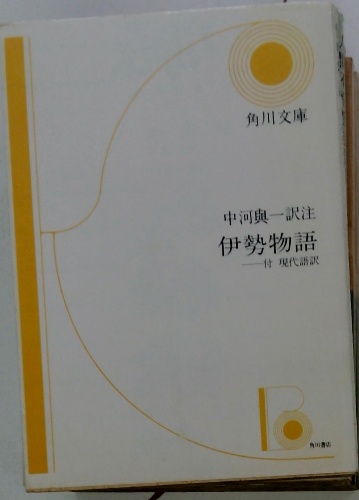 角川文庫
中河與一訳注
伊勢物語
――付 現代語訳
角川書店